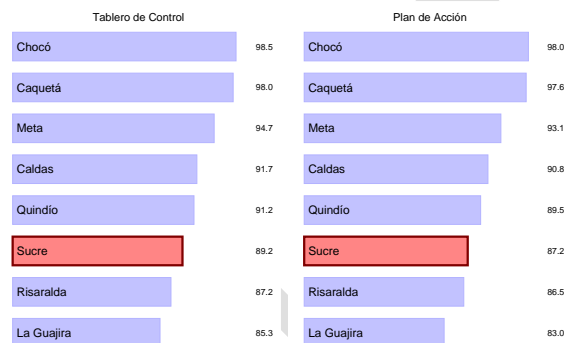 Tablero de Control
Chocó 98.5
Caquetá 98.0
Meta 94.7
Caldas 91.7
Quindío 91.2
Sucre 89.2
Risaralda 87.2
La Guajira 85.3
Plan de Acción
Chocó 98.0
Caquetá 97.6
Meta 93.1
Caldas 90.8
Quindío 89.5
Sucre 87.2
Risaralda 86.5
La Guajira 83.0